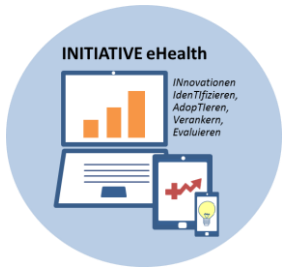 INITIATIVE eHealth
INnovationen
IdenTIfizieren,
AdopTIeren,
Verankern,
Evaluieren